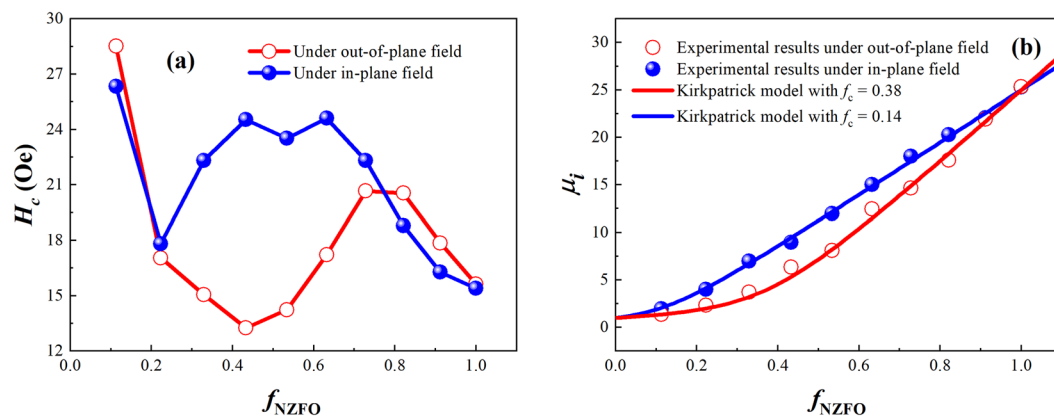 (a)
Under out-of-plane field
Under in-plane field
H_c (Oe)
30
27
24
21
18
15
12
0.0 0.2 0.4 0.6 0.8 1.0
f_NZFO
(b)
Experimental results under out-of-plane field
Experimental results under in-plane field
Kirkpatrick model with f_c = 0.38
Kirkpatrick model with f_c = 0.14
μ_i
30
25
20
15
10
5
0
0.0 0.2 0.4 0.6 0.8 1.0
f_NZFO